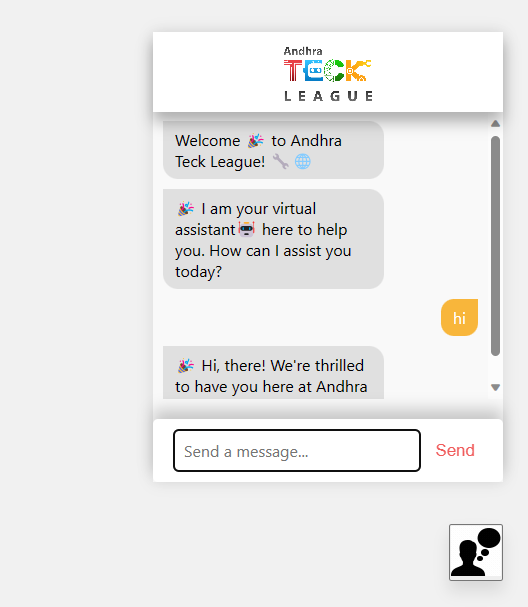 Andhra
TECK
LEAGUE
Welcome 🎉 to Andhra
Teck League! 🔧 🌐
🎉 I am your virtual
assistant🤖 here to help
you. How can I assist you
today?
hi
🎉 Hi, there! We're thrilled
to have you here at Andhra
Send a message...
Send